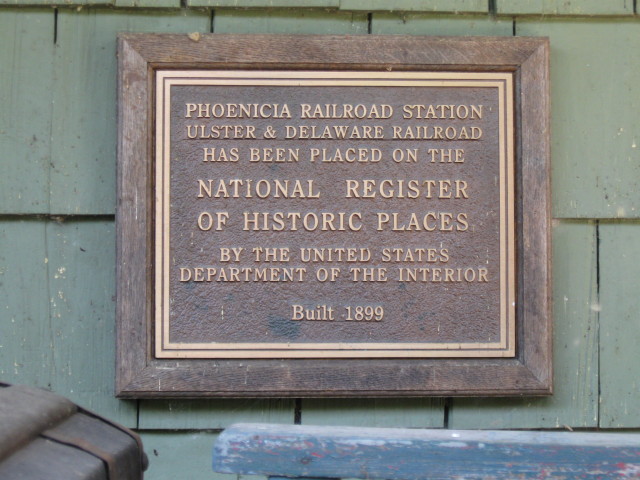 PHOENICIA RAILROAD STATION
ULSTER & DELAWARE RAILROAD
HAS BEEN PLACED ON THE
NATIONAL REGISTER
OF HISTORIC PLACES
BY THE UNITED STATES
DEPARTMENT OF THE INTERIOR
Built 1899